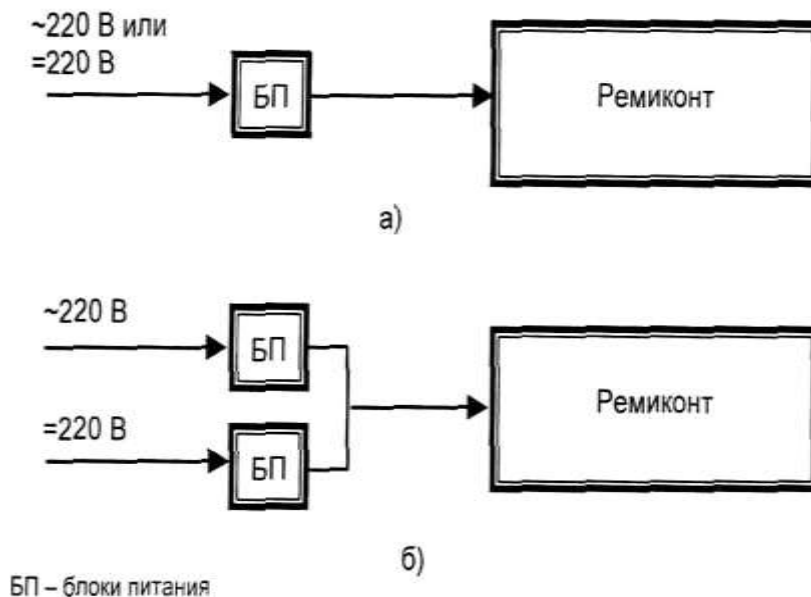 ~220 В или
=220 В
БП
Ремиконт
а)
~220 В
БП
=220 В
БП
Ремиконт
б)
БП – блоки питания